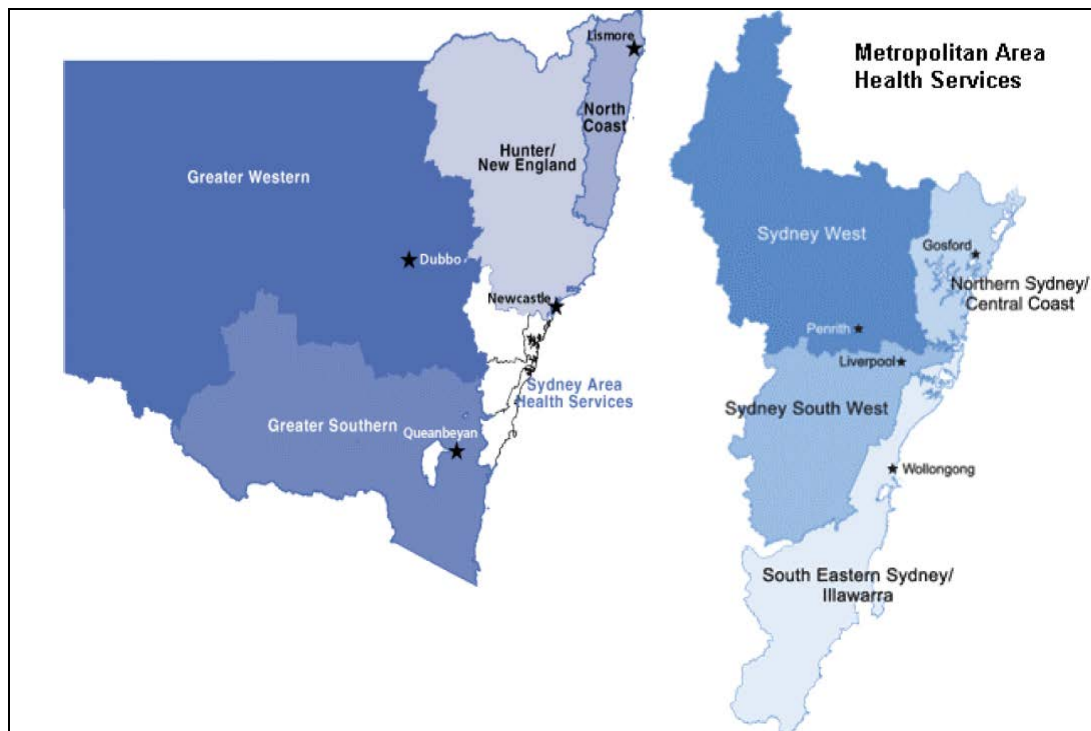 Lismore
North
Coast
Hunter/
New England
Greater Western
Dubbo
Newcastle
Sydney Area
Health Services
Greater Southern
Queanbeyan
Metropolitan Area
Health Services
Sydney West
Gosford
Northern Sydney/
Central Coast
Penrith
Liverpool
Sydney South West
Wollongong
South Eastern Sydney/
Illawarra